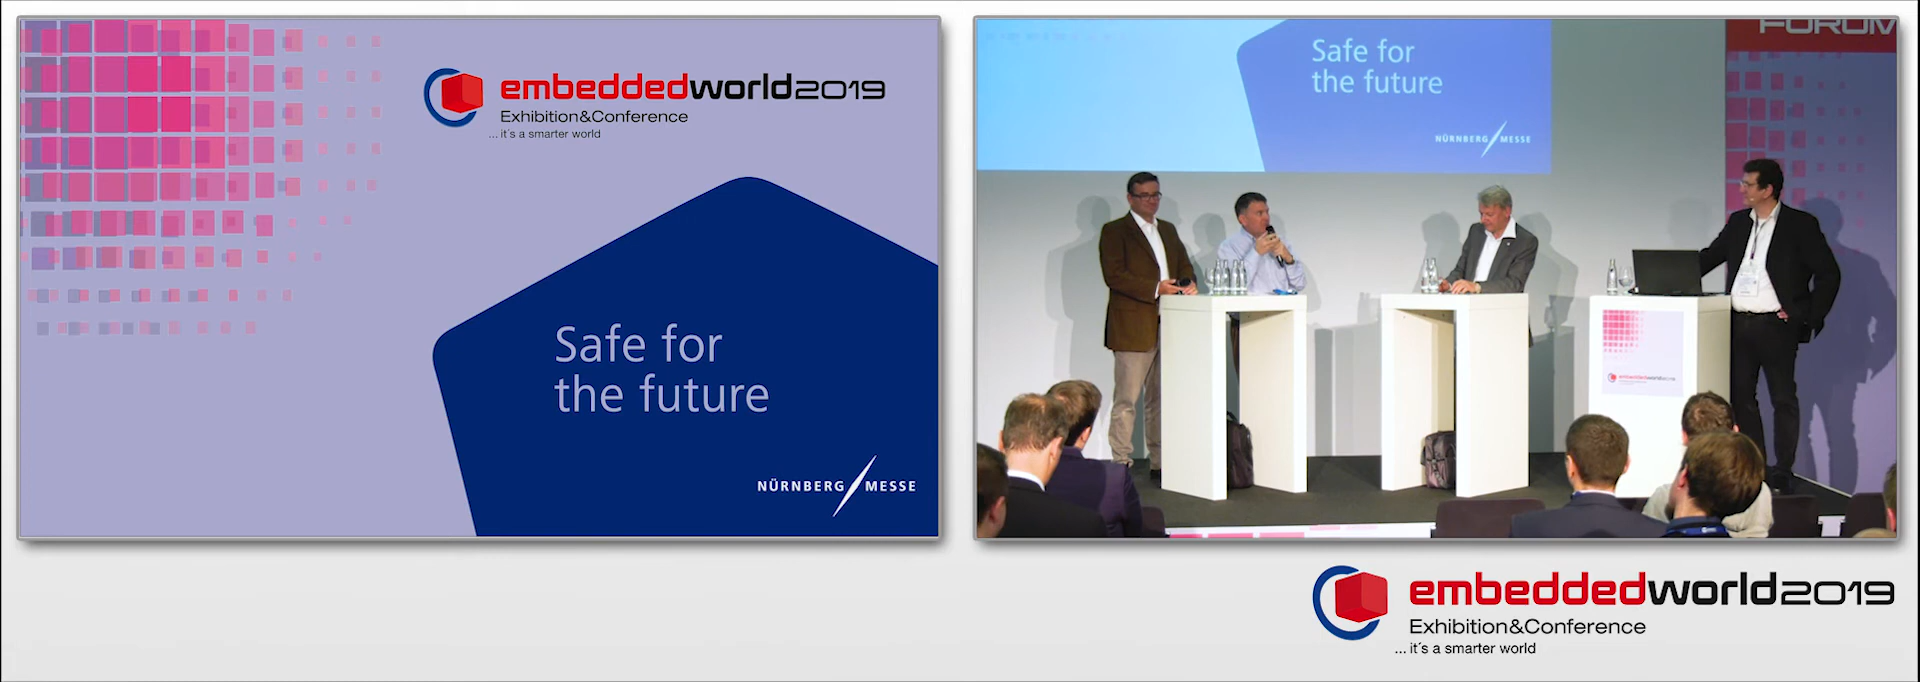 embeddedworld2019
Exhibition&Conference
... it's a smarter world
Safe for
the future
NÜRNBERG MESSE
FORUM
Safe for
the future
NÜRNBERG MESSE
embeddedworld2019
embeddedworld2019
Exhibition&Conference
... it's a smarter world